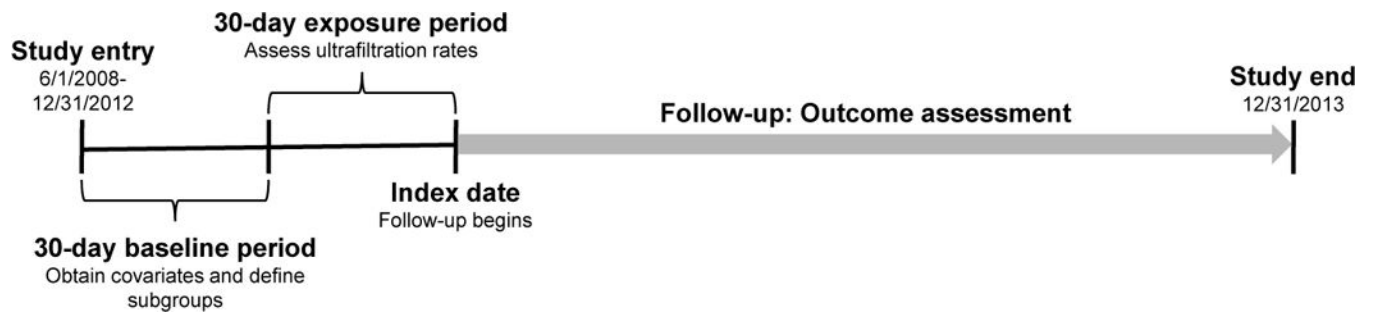 30-day exposure period
Assess ultrafiltration rates
Study entry
6/1/2008-
12/31/2012
Study end
12/31/2013
Follow-up: Outcome assessment
Index date
Follow-up begins
30-day baseline period
Obtain covariates and define
subgroups